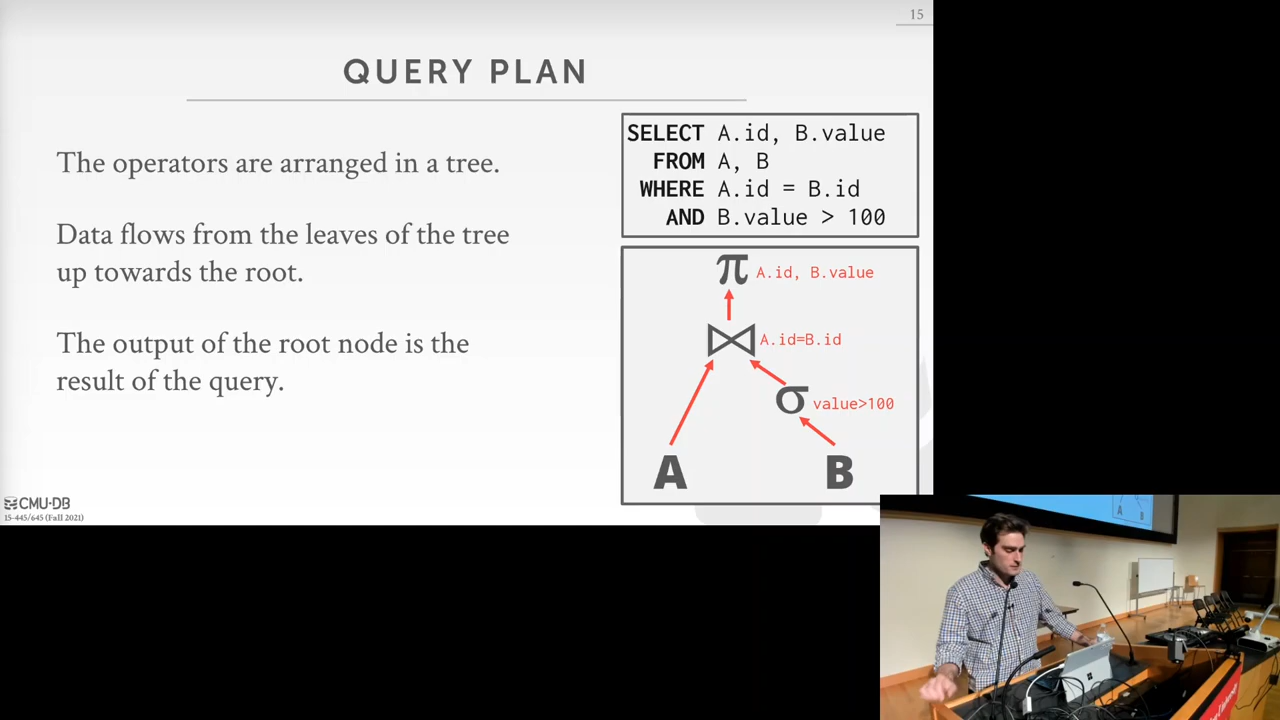 15
QUERY PLAN
The operators are arranged in a tree.
Data flows from the leaves of the tree
up towards the root.
The output of the root node is the
result of the query.
SELECT A.id, B.value
FROM A, B
WHERE A.id = B.id
AND B.value > 100
π A.id, B.value
⋈ A.id=B.id
σ value>100
A B
CMU·DB
15-445/645 (Fall 2021)
A B